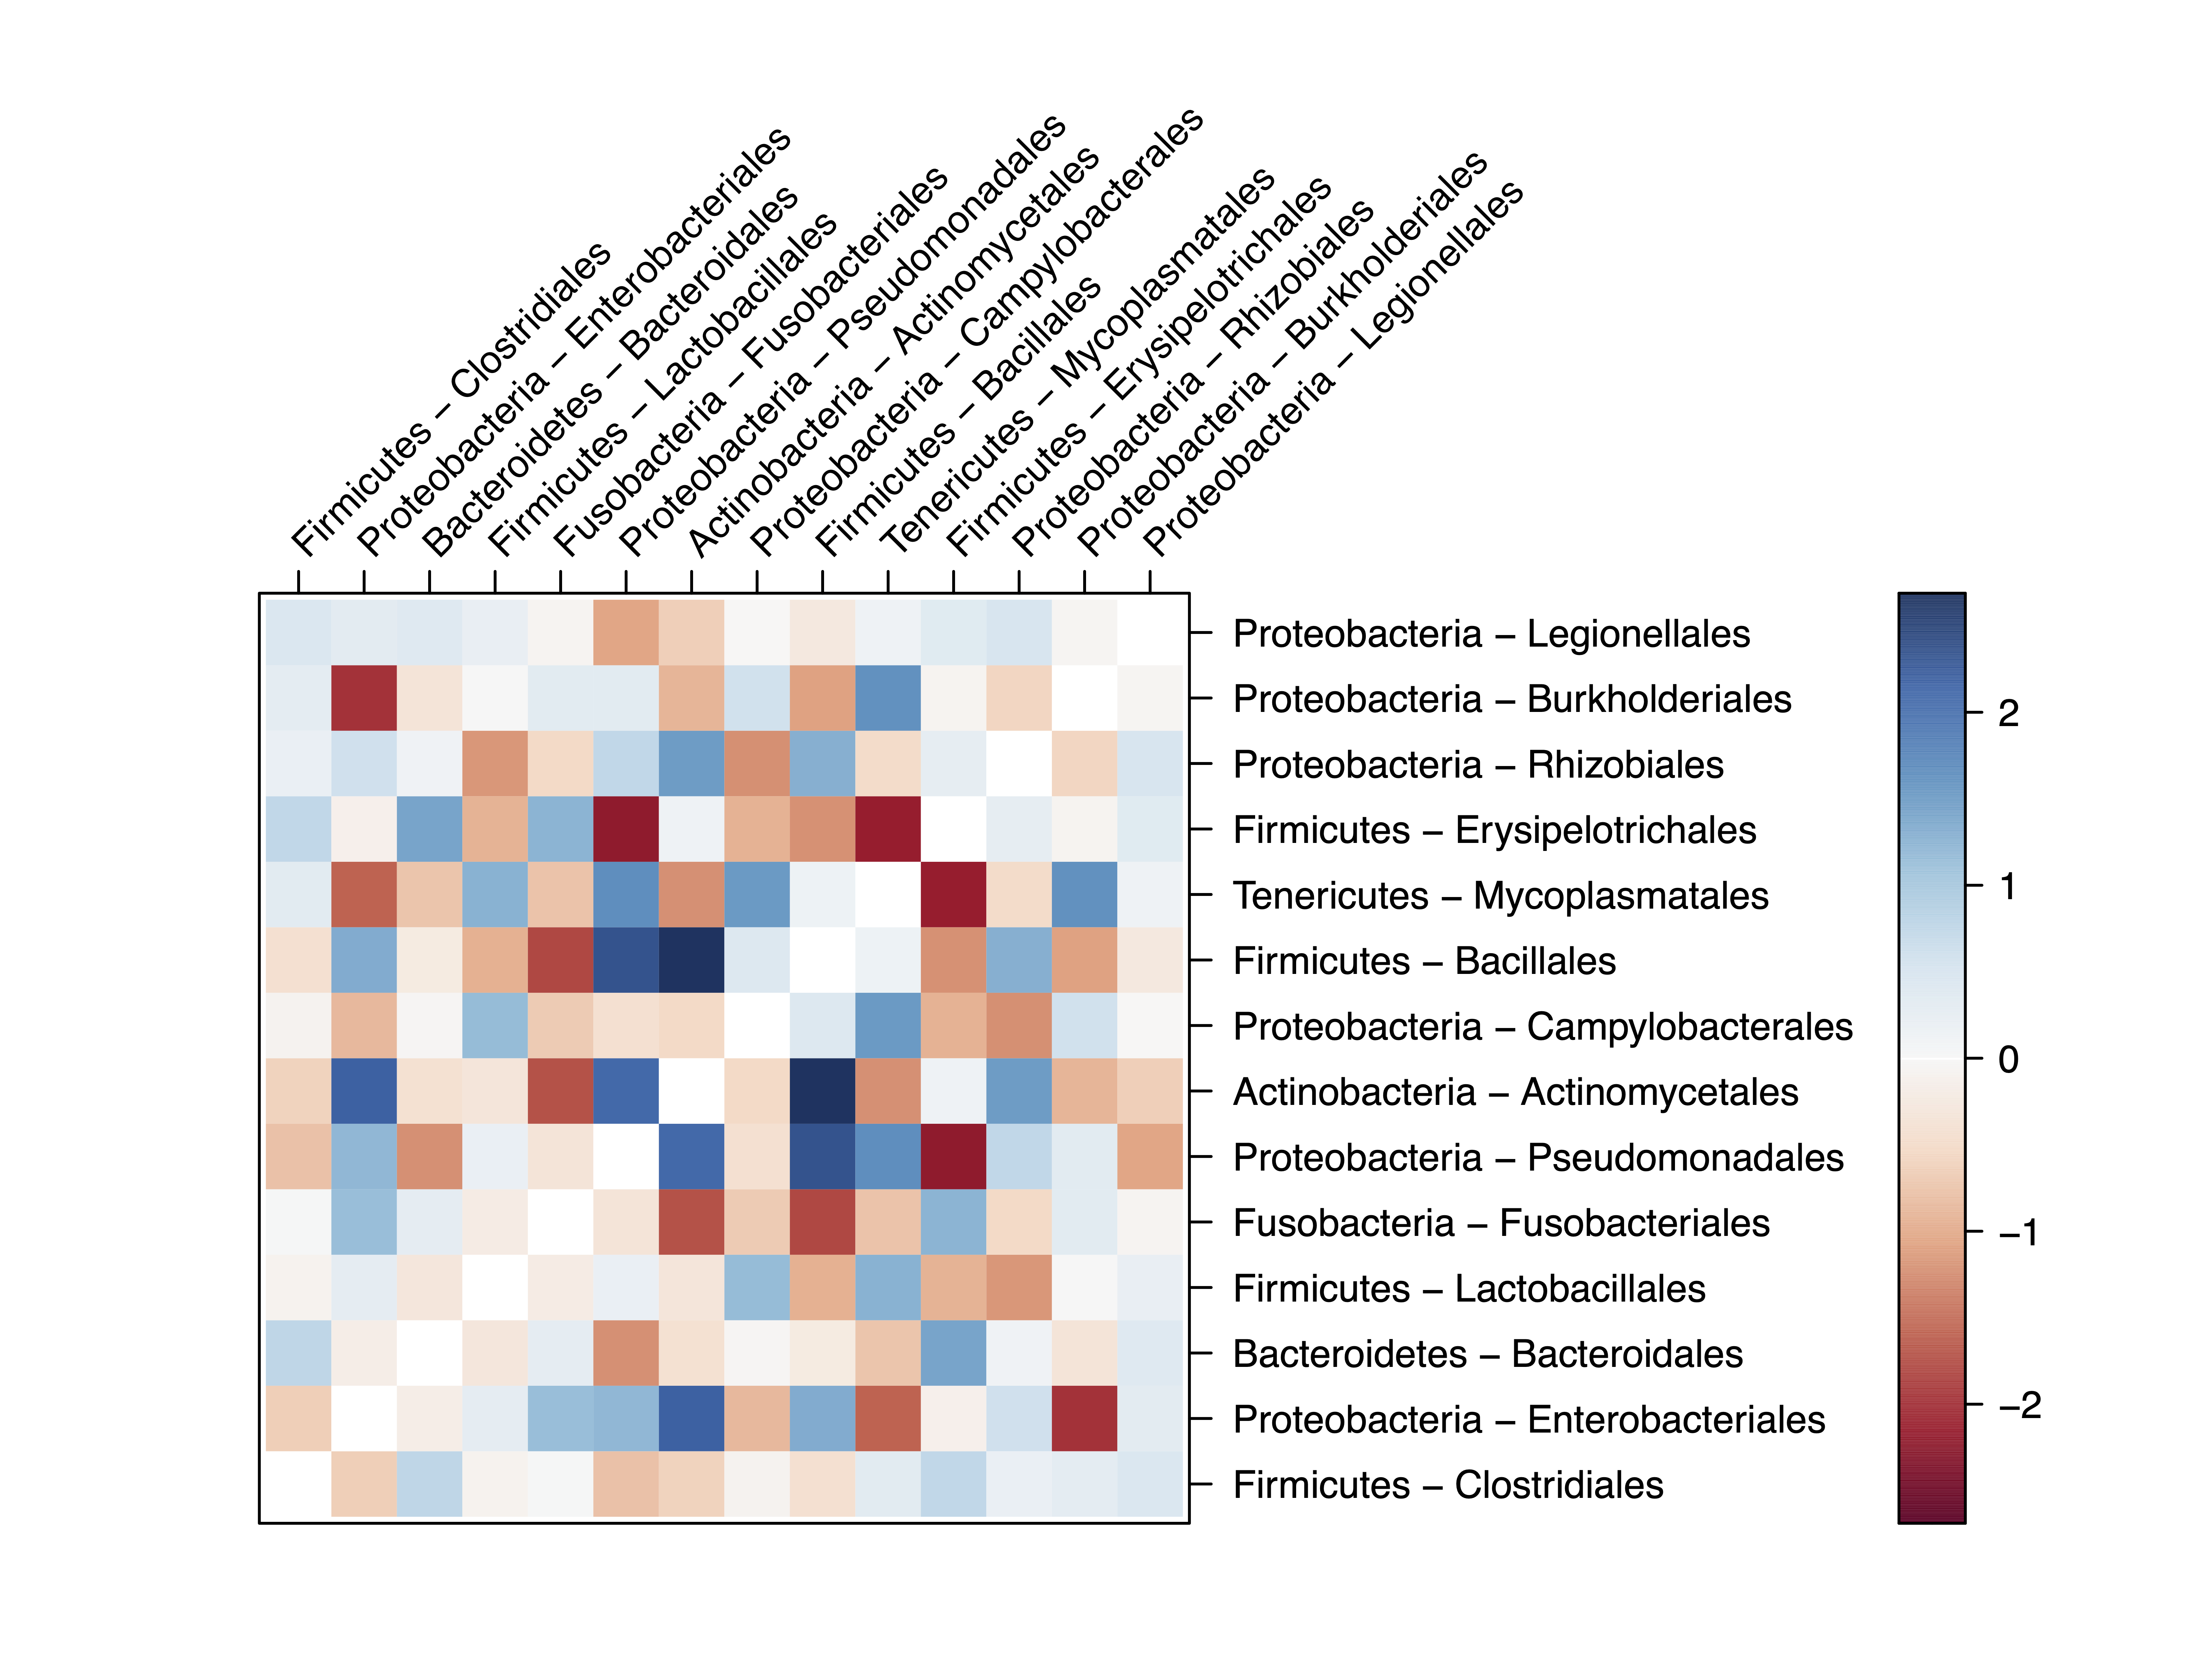 Firmicutes – Clostridiales
Proteobacteria – Enterobacteriales
Bacteroidetes – Bacteroidales
Firmicutes – Lactobacillales
Fusobacteria – Fusobacteriales
Proteobacteria – Pseudomonadales
Actinobacteria – Actinomycetales
Proteobacteria – Campylobacterales
Firmicutes – Bacillales
Tenericutes – Mycoplasmatales
Firmicutes – Erysipelotrichales
Proteobacteria – Rhizobiales
Proteobacteria – Burkholderiales
Proteobacteria – Legionellales
Proteobacteria – Legionellales
Proteobacteria – Burkholderiales
Proteobacteria – Rhizobiales
Firmicutes – Erysipelotrichales
Tenericutes – Mycoplasmatales
Firmicutes – Bacillales
Proteobacteria – Campylobacterales
Actinobacteria – Actinomycetales
Proteobacteria – Pseudomonadales
Fusobacteria – Fusobacteriales
Firmicutes – Lactobacillales
Bacteroidetes – Bacteroidales
Proteobacteria – Enterobacteriales
Firmicutes – Clostridiales
2
1
0
−1
−2